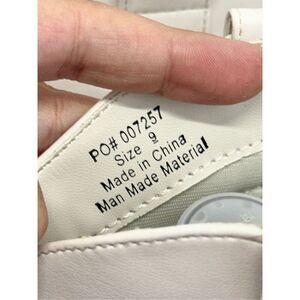 PO# 007257
Size 9
Made in China
Man Made Material